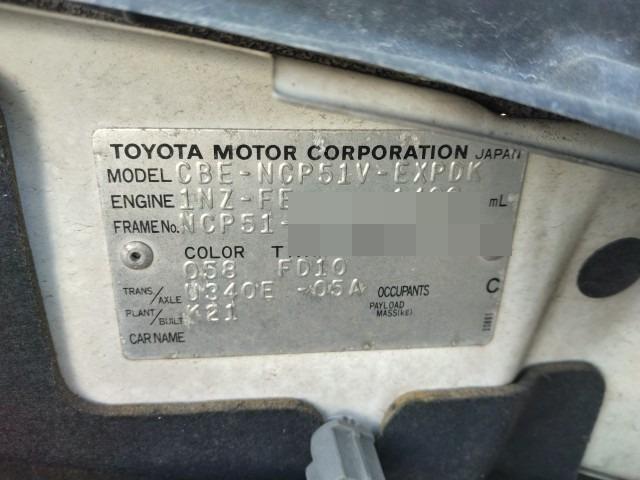 TOYOTA MOTOR CORPORATION JAPAN
MODEL CBE-NCP51V-EXPDK
ENGINE 1NZ-FE mL
FRAME No. NCP51-
COLOR T
058 FD10
TRANS/AXLE U340E -05A OCCUPANTS C
PLANT/BUILT K21 PAYLOAD MASS(kg)
CAR NAME